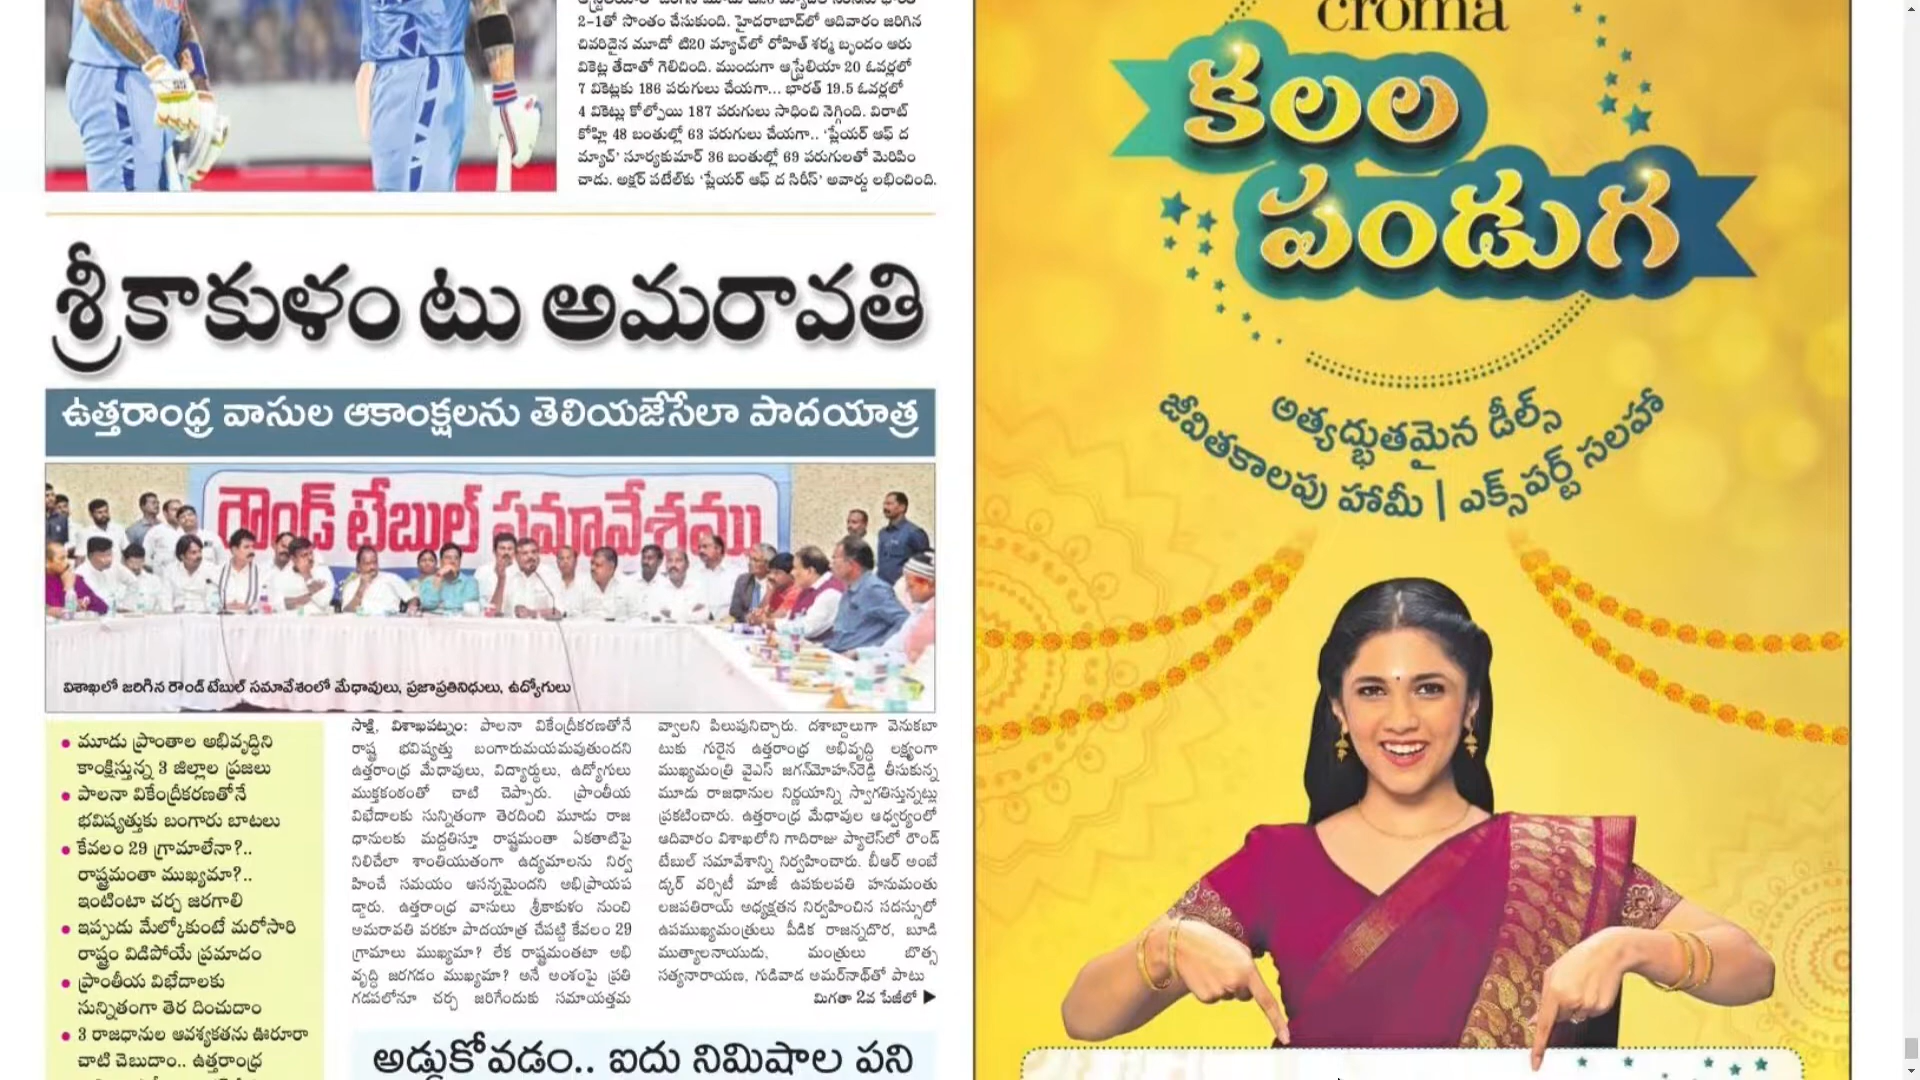 2-1తో సొంతం చేసుకుంది. హైదరాబాద్‌లో ఆదివారం జరిగిన
చివరిదైన మూడో టి20 మ్యాచ్‌లో రోహిత్ శర్మ బృందం ఆరు
వికెట్ల తేడాతో గెలిచింది. ముందుగా ఆస్ట్రేలియా 20 ఓవర్లలో
7 వికెట్లకు 186 పరుగులు చేయగా... భారత్ 19.5 ఓవర్లలో
4 వికెట్లు కోల్పోయి 187 పరుగులు సాధించి నెగ్గింది. విరాట్
కోహ్లి 48 బంతుల్లో 63 పరుగులు చేయగా.. ‘ప్లేయర్ ఆఫ్ ద
మ్యాచ్’ సూర్యకుమార్ 36 బంతుల్లో 69 పరుగులతో మెరిపిం
చాడు. అక్షర్ పటేల్‌కు ‘ప్లేయర్ ఆఫ్ ద సిరీస్’ అవార్డు లభించింది.
శ్రీకాకుళం టు అమరావతి
ఉత్తరాంధ్ర వాసుల ఆకాంక్షలను తెలియజేసేలా పాదయాత్ర
రౌండ్ టేబుల్ సమావేశము
విశాఖలో జరిగిన రౌండ్ టేబుల్ సమావేశంలో మేధావులు, ప్రజాప్రతినిధులు, ఉద్యోగులు
• మూడు ప్రాంతాల అభివృద్ధిని
కాంక్షిస్తున్న 3 జిల్లాల ప్రజలు
• పాలనా వికేంద్రీకరణతోనే
భవిష్యత్తుకు బంగారు బాటలు
• కేవలం 29 గ్రామాలేనా?..
రాష్ట్రమంతా ముఖ్యమా?..
ఇంటింటా చర్చ జరగాలి
• ఇప్పుడు మేల్కోకుంటే మరోసారి
రాష్ట్రం విడిపోయే ప్రమాదం
• ప్రాంతీయ విభేదాలకు
సున్నితంగా తెర దించుదాం
• 3 రాజధానుల ఆవశ్యకతను ఊరూరా
చాటి చెబుదాం.. ఉత్తరాంధ్ర
సాక్షి, విశాఖపట్నం: పాలనా వికేంద్రీకరణతోనే
రాష్ట్ర భవిష్యత్తు బంగారుమయమవుతుందని
ఉత్తరాంధ్ర మేధావులు, విద్యార్థులు, ఉద్యోగులు
ముక్తకంఠంతో చాటి చెప్పారు. ప్రాంతీయ
విభేదాలకు సున్నితంగా తెరదించి మూడు రాజ
ధానులకు మద్దతిస్తూ రాష్ట్రమంతా ఏకతాటిపై
నిలిచేలా శాంతియుతంగా ఉద్యమాలను నిర్వ
హించే సమయం ఆసన్నమైందని అభిప్రాయప
డ్డారు. ఉత్తరాంధ్ర వాసులు శ్రీకాకుళం నుంచి
అమరావతి వరకూ పాదయాత్ర చేపట్టి కేవలం 29
గ్రామాలు ముఖ్యమా? లేక రాష్ట్రమంతటా అభి
వృద్ధి జరగడం ముఖ్యమా? అనే అంశంపై ప్రతి
గడపలోనూ చర్చ జరిగేందుకు సమాయత్తమ
వ్వాలని పిలుపునిచ్చారు. దశాబ్దాలుగా వెనుకబా
టుకు గురైన ఉత్తరాంధ్ర అభివృద్ధి లక్ష్యంగా
ముఖ్యమంత్రి వైఎస్ జగన్‌మోహన్‌రెడ్డి తీసుకున్న
మూడు రాజధానుల నిర్ణయాన్ని స్వాగతిస్తున్నట్లు
ప్రకటించారు. ఉత్తరాంధ్ర మేధావుల ఆధ్వర్యంలో
ఆదివారం విశాఖలోని గాదిరాజు ప్యాలెస్‌లో రౌండ్
టేబుల్ సమావేశాన్ని నిర్వహించారు. బీఆర్ అంబే
డ్కర్ వర్సిటీ మాజీ ఉపకులపతి హనుమంతు
లజపతిరాయ్ అధ్యక్షతన నిర్వహించిన సదస్సులో
ఉపముఖ్యమంత్రులు పీడిక రాజన్నదొర, బూడి
ముత్యాలనాయుడు, మంత్రులు బొత్స
సత్యనారాయణ, గుడివాడ అమర్‌నాథ్‌తో పాటు
మిగతా 2వ పేజీలో ▶
అడ్డుకోవడం.. ఐదు నిమిషాల పని
croma
కలల
పండుగ
అత్యద్భుతమైన డీల్స్
జీవితకాలపు హామీ | ఎక్స్‌పర్ట్ సలహా